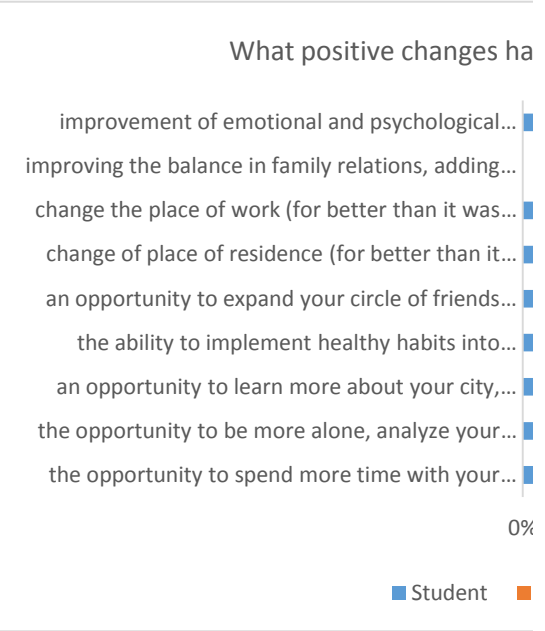 What positive changes ha
improvement of emotional and psychological…
improving the balance in family relations, adding…
change the place of work (for better than it was…
change of place of residence (for better than it…
an opportunity to expand your circle of friends…
the ability to implement healthy habits into…
an opportunity to learn more about your city,…
the opportunity to be more alone, analyze your…
the opportunity to spend more time with your…
0%
Student